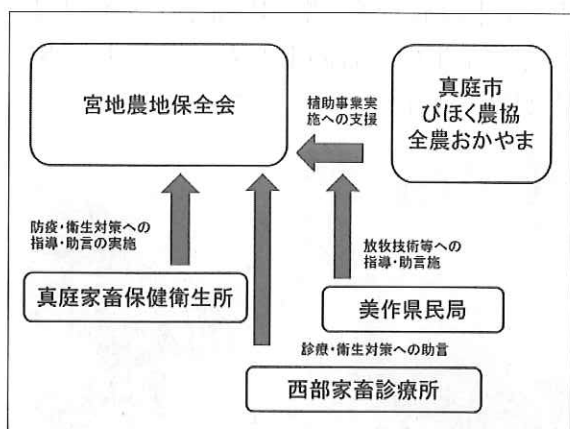 宮地農地保全会
補助事業実
施への支援
真庭市
びほく農協
全農おかやま
防疫・衛生対策への
指導・助言の実施
放牧技術等への
指導・助言施
真庭家畜保健衛生所
美作県民局
診療・衛生対策への助言
西部家畜診療所